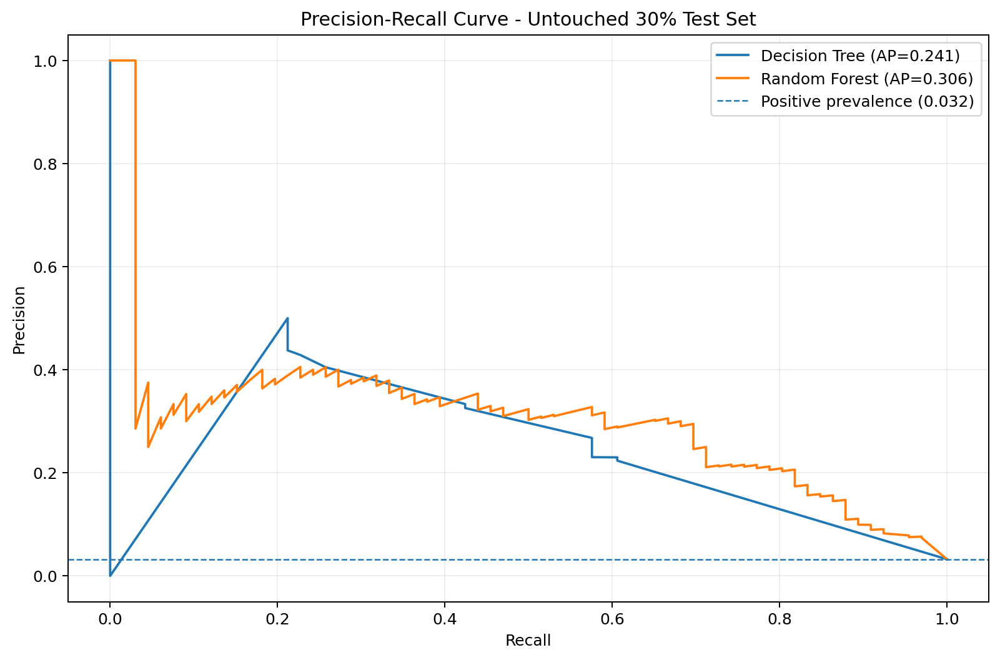 Precision-Recall Curve - Untouched 30% Test Set
Decision Tree (AP=0.241)
Random Forest (AP=0.306)
Positive prevalence (0.032)
Precision
1.0
0.8
0.6
0.4
0.2
0.0
0.0 0.2 0.4 0.6 0.8 1.0
Recall